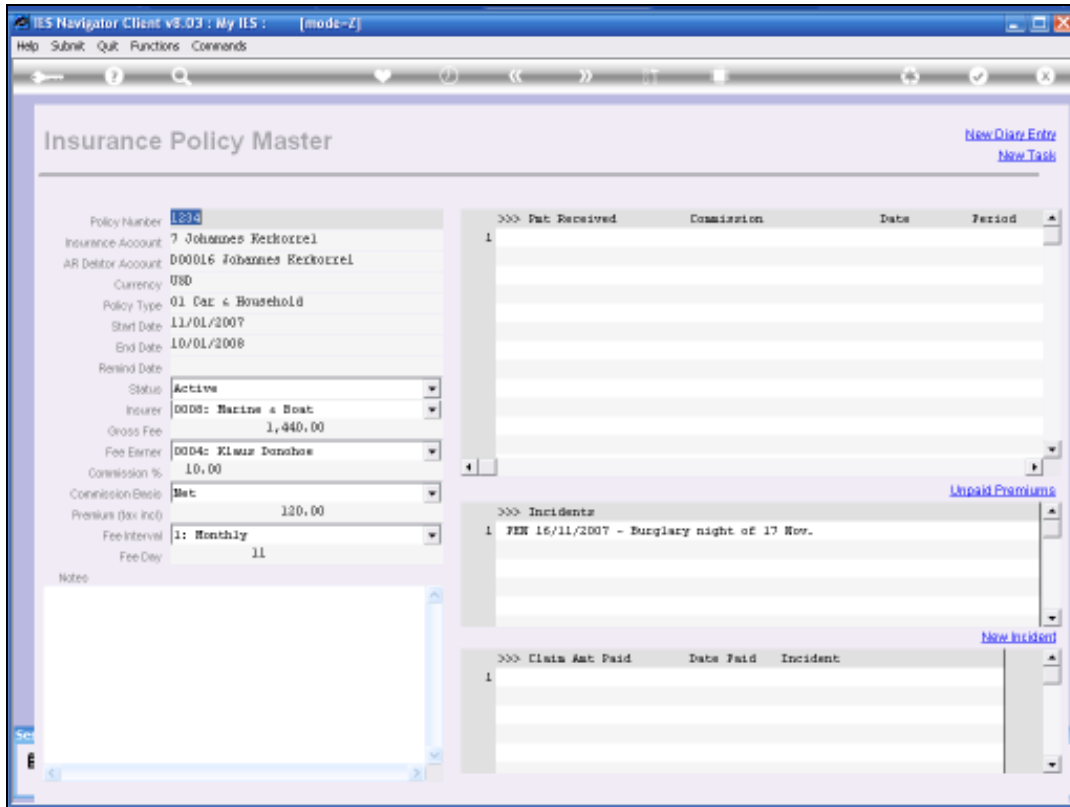 IES Navigator Client v8.03 : My IES : [mode=Z]
Help Submit Quit Functions Commands
Insurance Policy Master
New Diary Entry
New Task
Policy Number 1234
Insurance Account 7 Johannes Kerkorrel
AR Debtor Account D00016 Johannes Kerkorrel
Currency USD
Policy Type 01 Car & Household
Start Date 11/01/2007
End Date 10/01/2008
Remind Date
Status Active
Insurer 0008: Marine & Boat
Gross Fee 1,440.00
Fee Earner 0004: Klaus Donohoe
Commission % 10.00
Commission Basis Net
Premium (tax incl) 120.00
Fee Interval 1: Monthly
Fee Day 11
Notes
>>> Pmt Received Commission Date Period
1
Unpaid Premiums
>>> Incidents
1 PEN 16/11/2007 - Burglary night of 17 Nov.
New Incident
>>> Claim Amt Paid Date Paid Incident
1